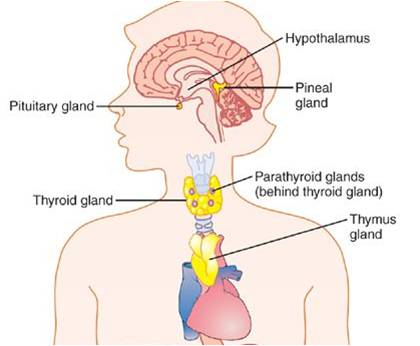 Hypothalamus
Pineal
gland
Pituitary gland
Parathyroid glands
(behind thyroid gland)
Thyroid gland
Thymus
gland